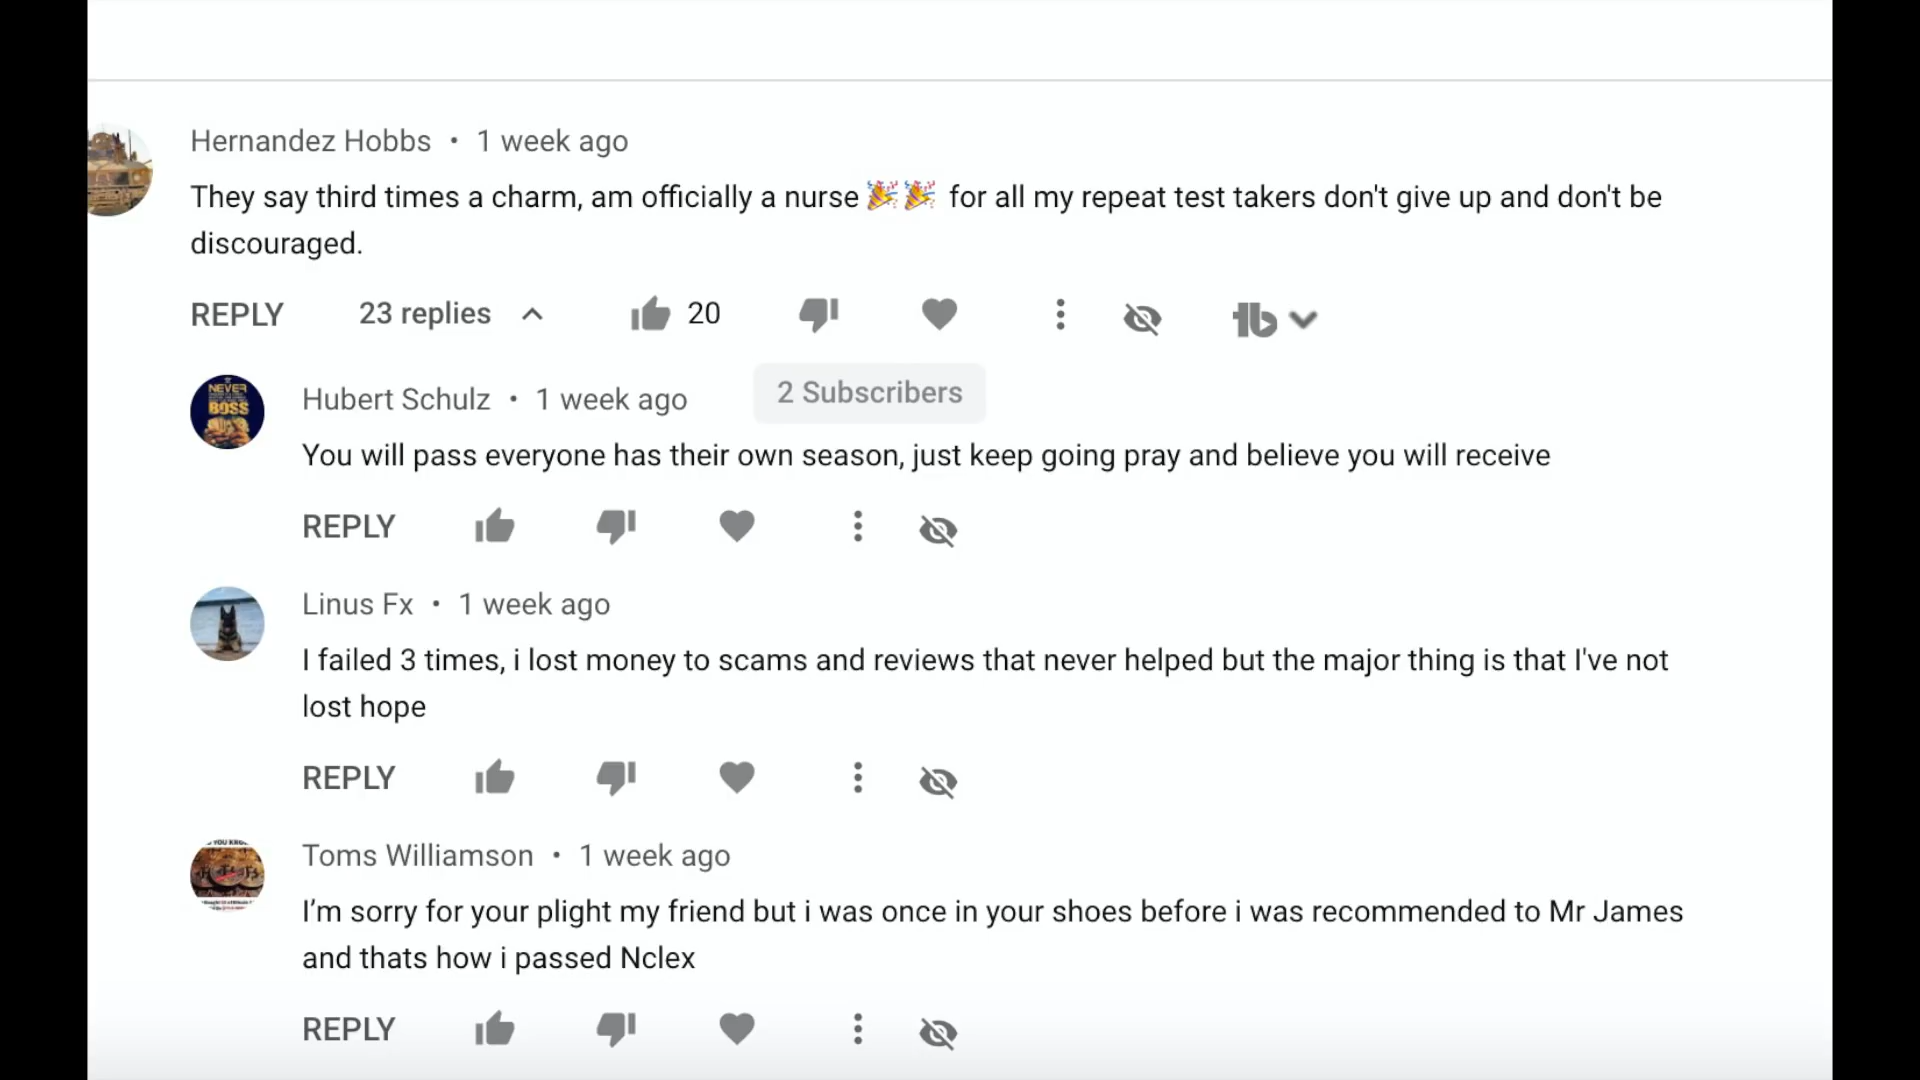 Hernandez Hobbs • 1 week ago
They say third times a charm, am officially a nurse 🎉🎉 for all my repeat test takers don't give up and don't be
discouraged.
REPLY 23 replies 20
2 Subscribers
NEVER
BOSS
Hubert Schulz • 1 week ago
You will pass everyone has their own season, just keep going pray and believe you will receive
REPLY
Linus Fx • 1 week ago
I failed 3 times, i lost money to scams and reviews that never helped but the major thing is that I've not
lost hope
REPLY
Toms Williamson • 1 week ago
I’m sorry for your plight my friend but i was once in your shoes before i was recommended to Mr James
and thats how i passed Nclex
REPLY